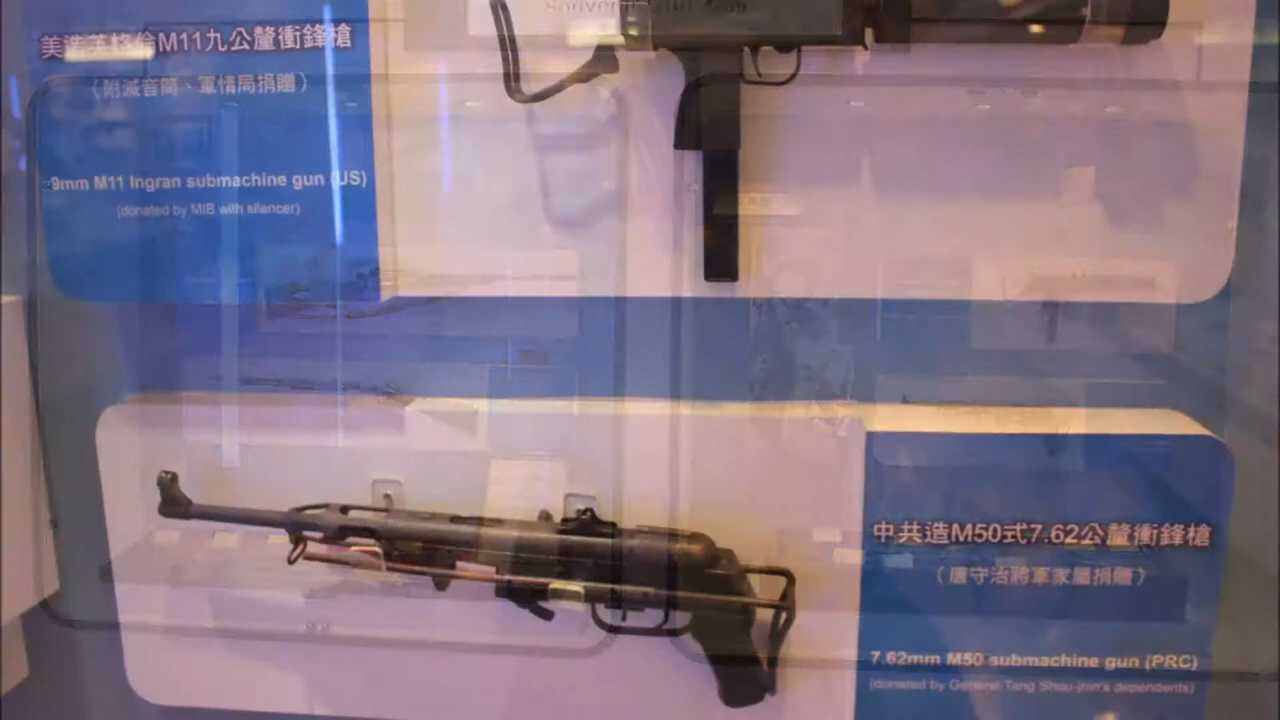 美造英格倫M11九公釐衝鋒槍
（附滅音筒、軍情局捐贈）
9mm M11 Ingran submachine gun (US)
(donated by MIB with silencer)
中共造M50式7.62公釐衝鋒槍
（唐守治將軍家屬捐贈）
7.62mm M50 submachine gun (PRC)
(donated by General Tang Shou-jhih's dependents)